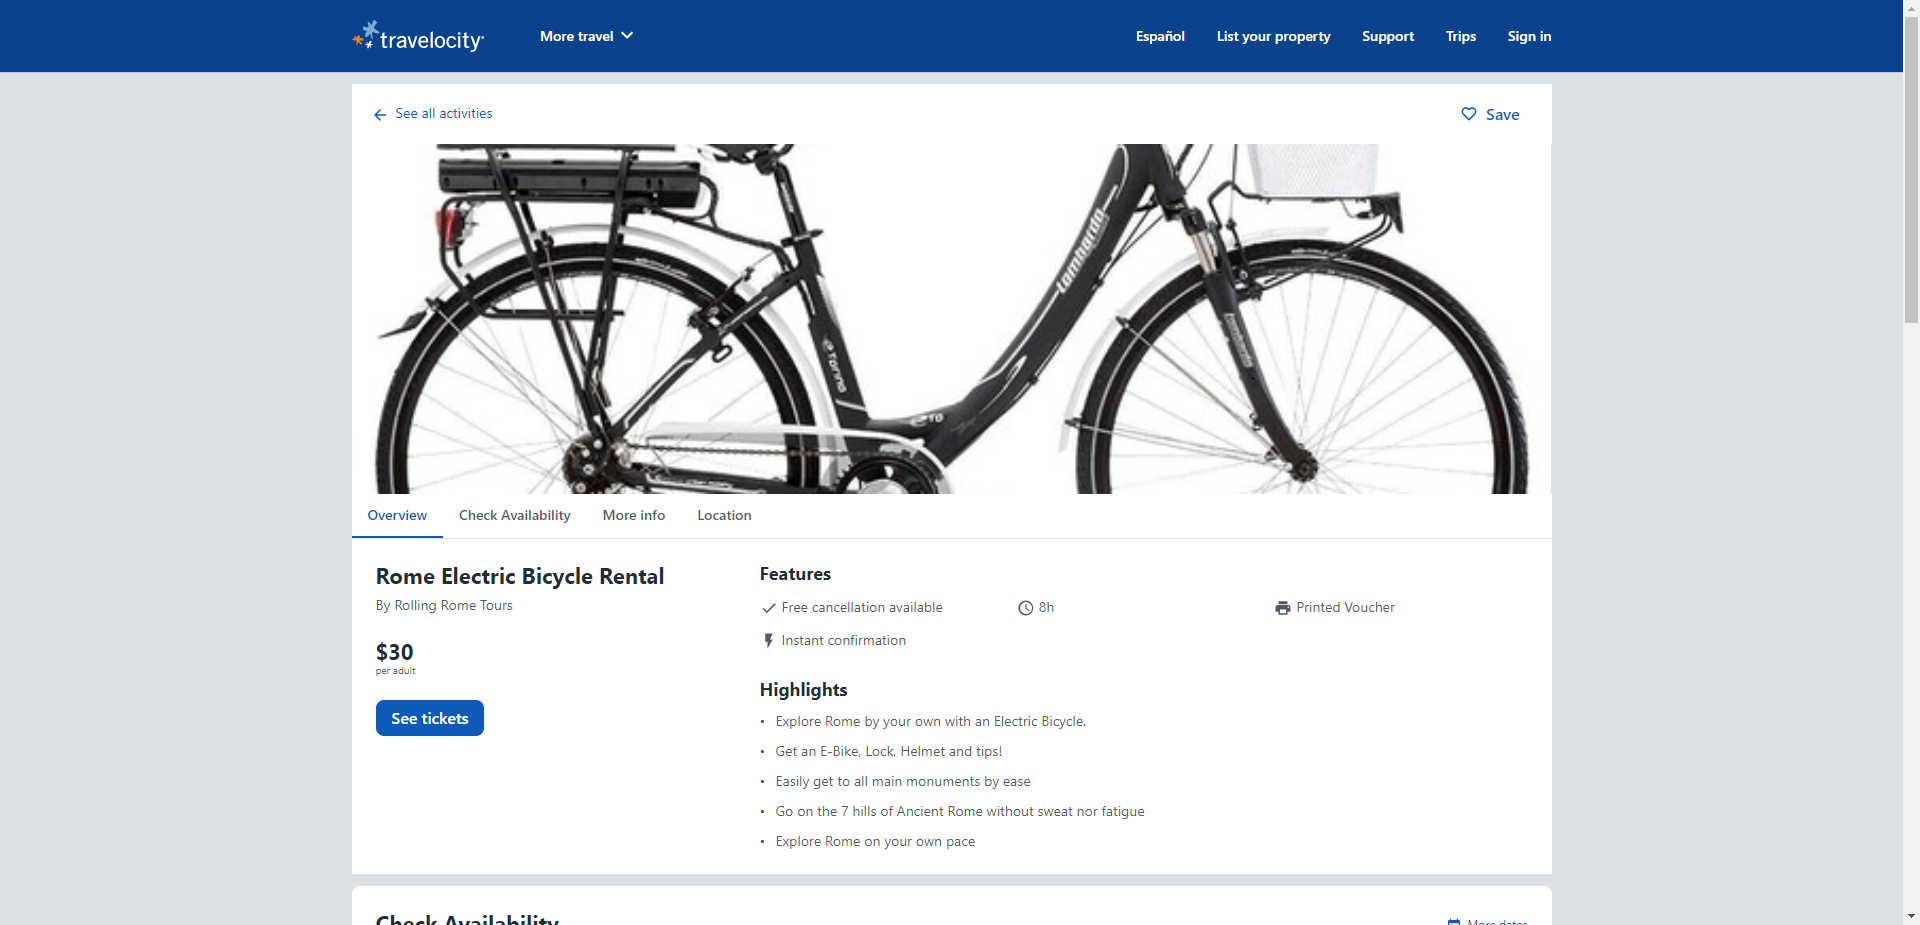 travelocity
More travel
Español
List your property
Support
Trips
Sign in
See all activities
Save
Lombardo
e Torino
e TO
Overview
Check Availability
More info
Location
Rome Electric Bicycle Rental
By Rolling Rome Tours
$30
per adult
See tickets
Features
Free cancellation available
8h
Printed Voucher
Instant confirmation
Highlights
• Explore Rome by your own with an Electric Bicycle.
• Get an E-Bike, Lock, Helmet and tips!
• Easily get to all main monuments by ease
• Go on the 7 hills of Ancient Rome without sweat nor fatigue
• Explore Rome on your own pace
Check Availability
More dates